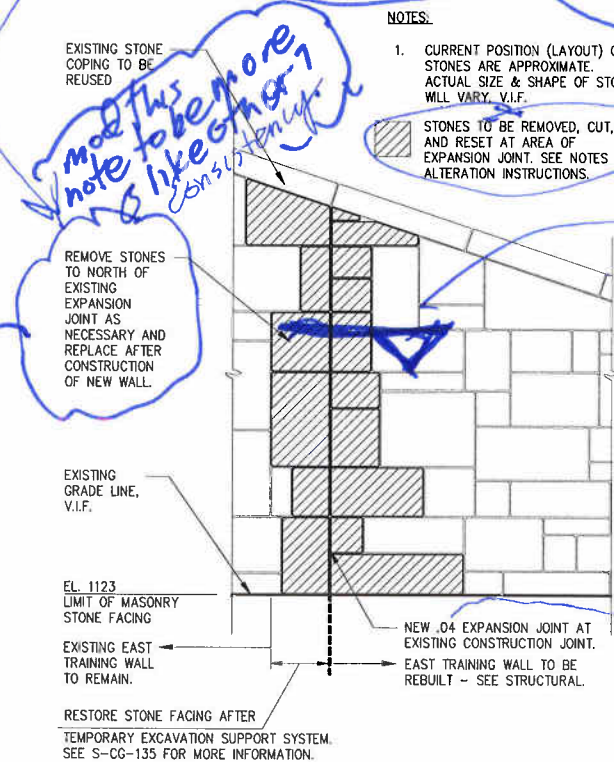 NOTES:
1. CURRENT POSITION (LAYOUT)
STONES ARE APPROXIMATE.
ACTUAL SIZE & SHAPE OF
WILL VARY, V.I.F.
STONES TO BE REMOVED, CUT,
AND RESET AT AREA OF
EXPANSION JOINT. SEE NOTES
ALTERATION INSTRUCTIONS.
EXISTING STONE
COPING TO BE
REUSED
this
note to be more
like other
consistency.
REMOVE STONES
TO NORTH OF
EXISTING
EXPANSION
JOINT AS
NECESSARY AND
REPLACE AFTER
CONSTRUCTION
OF NEW WALL.
EXISTING
GRADE LINE,
V.I.F.
EL. 1123
LIMIT OF MASONRY
STONE FACING
EXISTING EAST
TRAINING WALL
TO REMAIN.
NEW .04 EXPANSION JOINT AT
EXISTING CONSTRUCTION JOINT.
EAST TRAINING WALL TO BE
REBUILT - SEE STRUCTURAL.
RESTORE STONE FACING AFTER
TEMPORARY EXCAVATION SUPPORT SYSTEM.
SEE S-CG-135 FOR MORE INFORMATION.